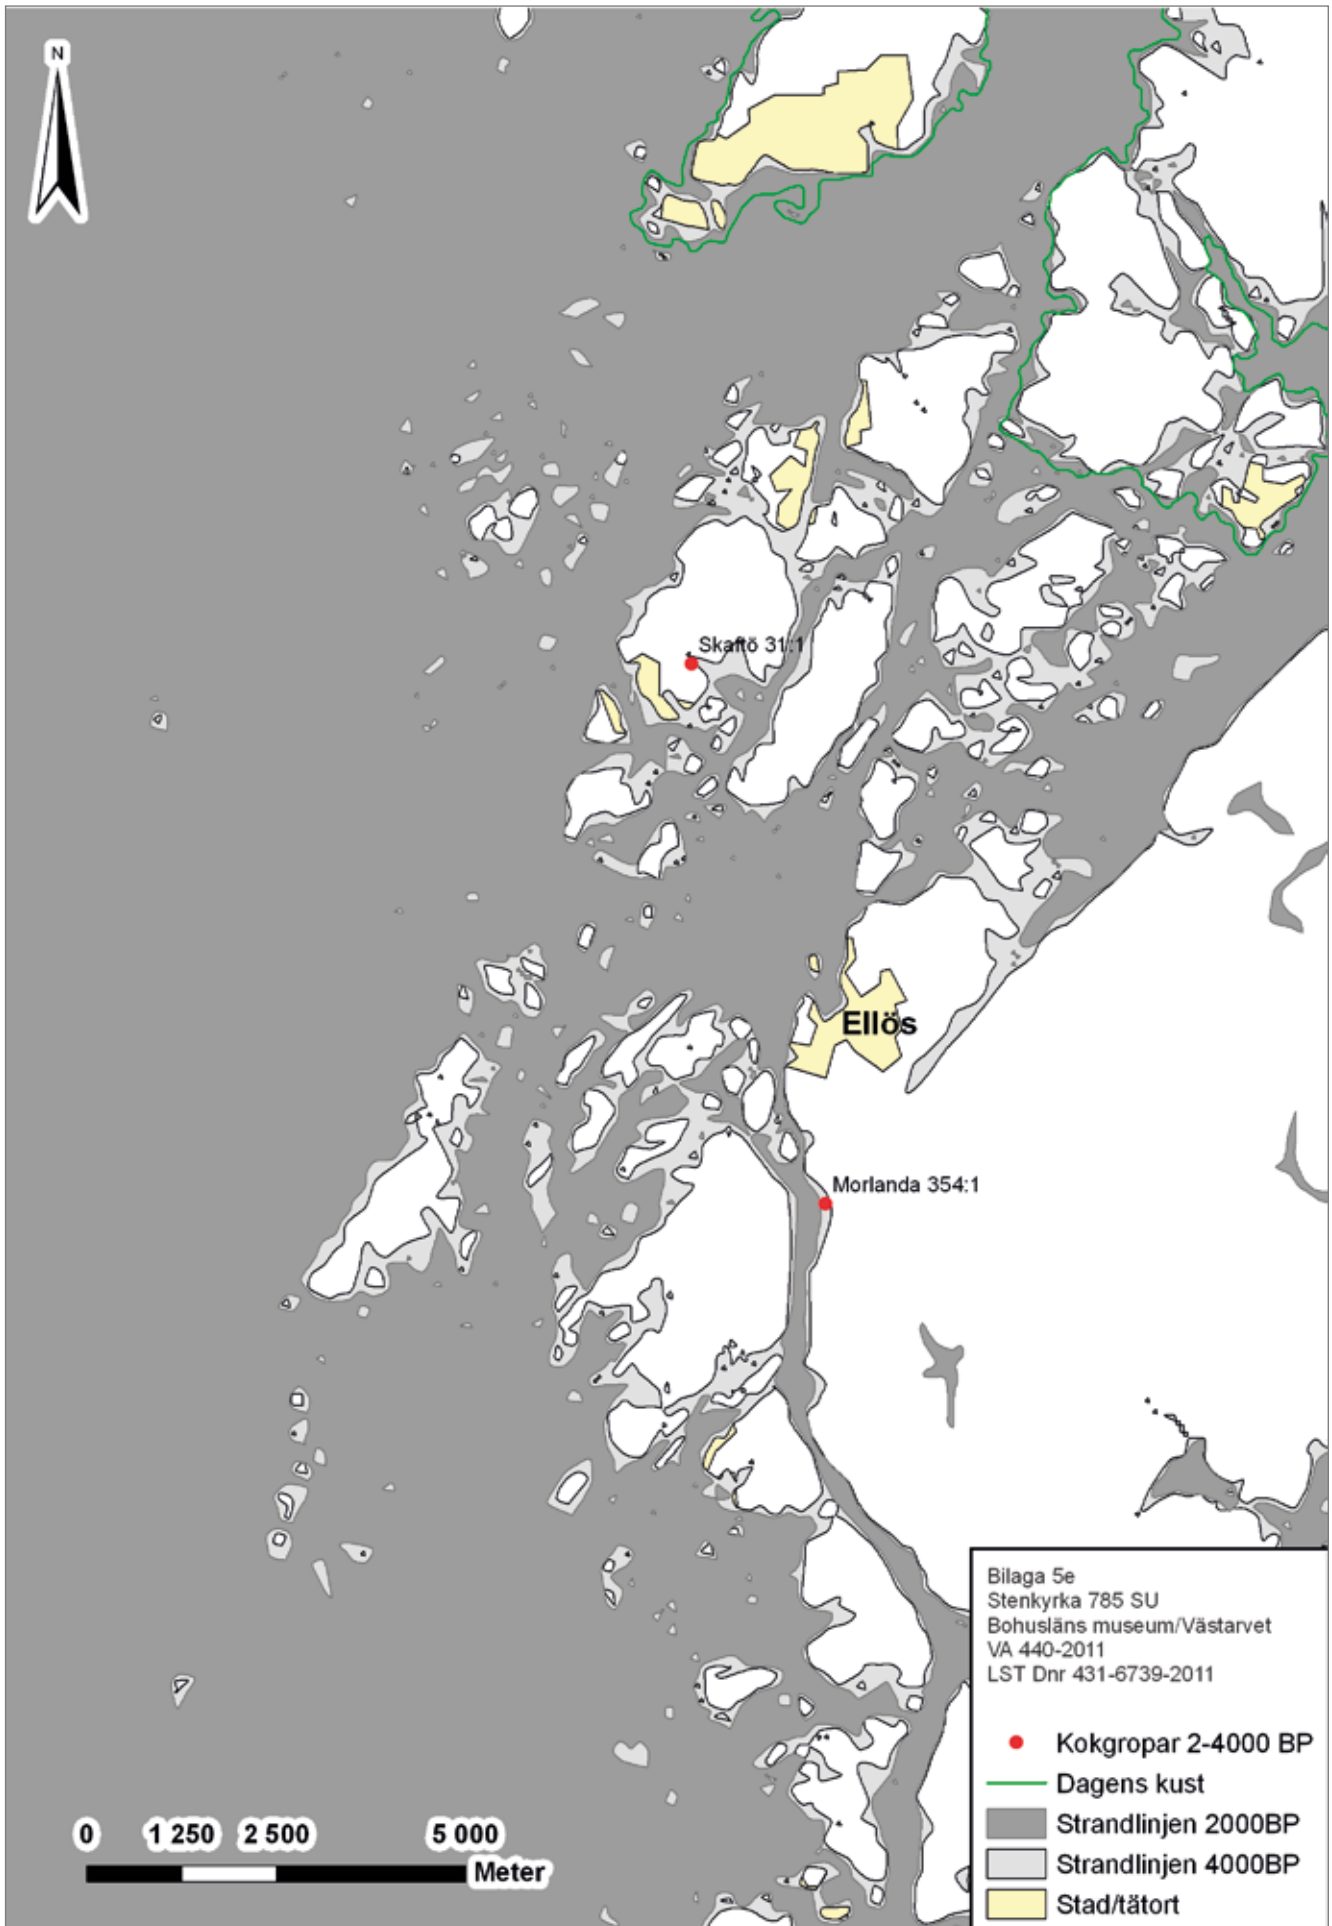 N
Skaftö 31:1
Ellös
Morlanda 354:1
Bilaga 5e
Stenkyrka 785 SU
Bohusläns museum/Västarvet
VA 440-2011
LST Dnr 431-6739-2011
Kokgropar 2-4000 BP
Dagens kust
Strandlinjen 2000BP
Strandlinjen 4000BP
Stad/tätort
0 1 250 2 500 5 000
Meter